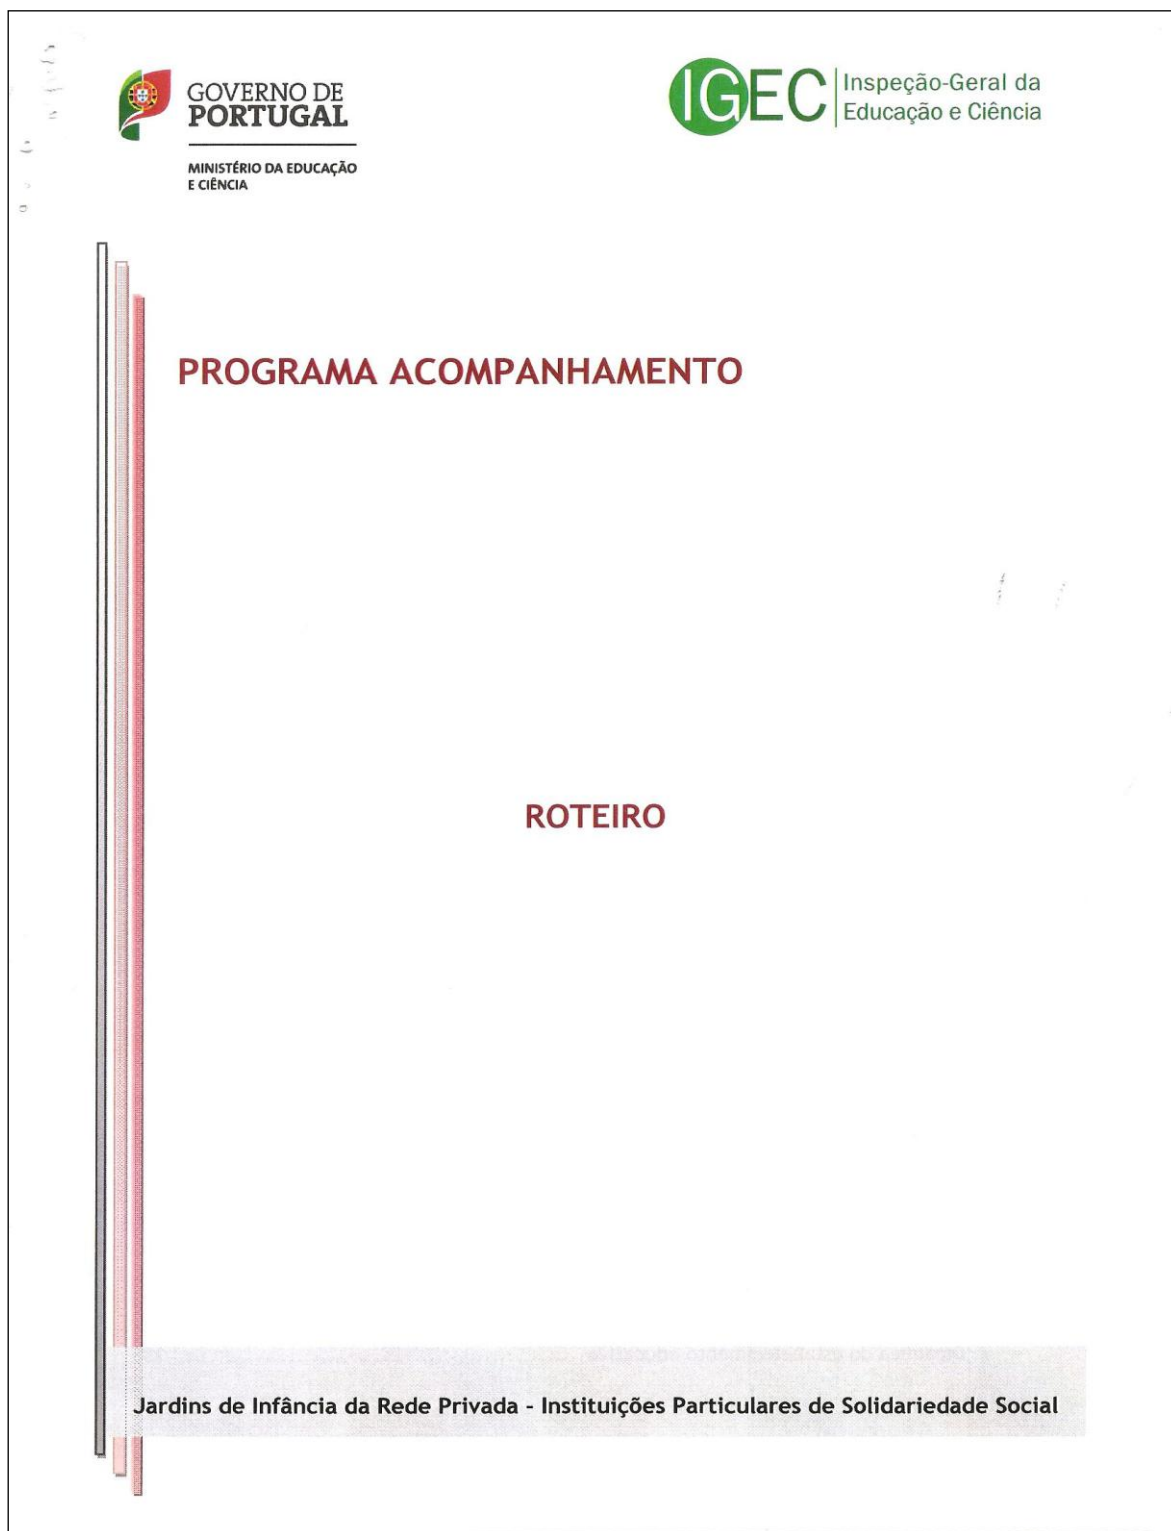 GOVERNO DE
PORTUGAL
MINISTÉRIO DA EDUCAÇÃO
E CIÊNCIA
IGEC
Inspeção-Geral da
Educação e Ciência
PROGRAMA ACOMPANHAMENTO
ROTEIRO
Jardins de Infância da Rede Privada - Instituições Particulares de Solidariedade Social